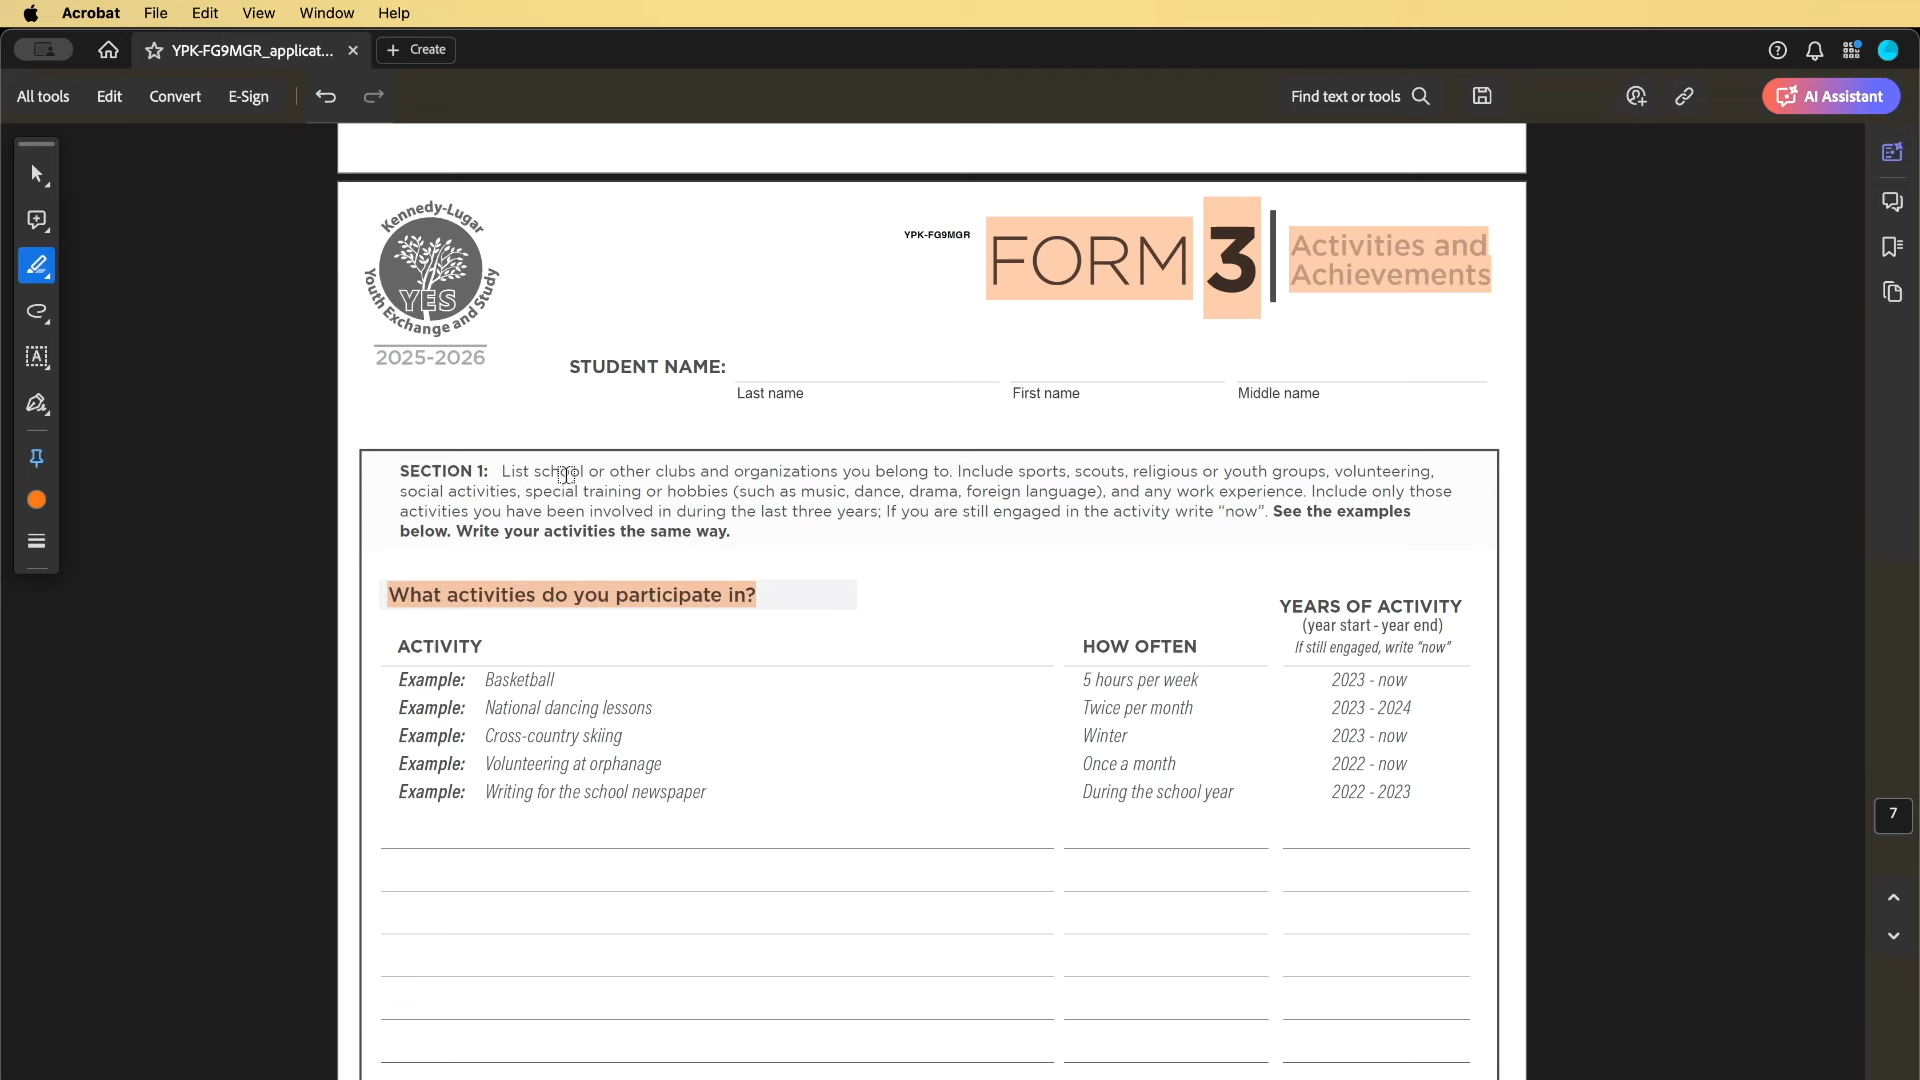 Acrobat File Edit View Window Help
YPK-FG9MGR_applicat... Create
All tools Edit Convert E-Sign Find text or tools AI Assistant
Kennedy-Lugar
YES
Youth Exchange and Study
2025-2026
YPK-FG9MGR
FORM 3
Activities and
Achievements
STUDENT NAME:
Last name First name Middle name
SECTION 1: List school or other clubs and organizations you belong to. Include sports, scouts, religious or youth groups, volunteering,
social activities, special training or hobbies (such as music, dance, drama, foreign language), and any work experience. Include only those
activities you have been involved in during the last three years; If you are still engaged in the activity write “now”. See the examples
below. Write your activities the same way.
What activities do you participate in?
YEARS OF ACTIVITY
(year start - year end)
ACTIVITY HOW OFTEN If still engaged, write “now”
Example: Basketball 5 hours per week 2023 - now
Example: National dancing lessons Twice per month 2023 - 2024
Example: Cross-country skiing Winter 2023 - now
Example: Volunteering at orphanage Once a month 2022 - now
Example: Writing for the school newspaper During the school year 2022 - 2023
7